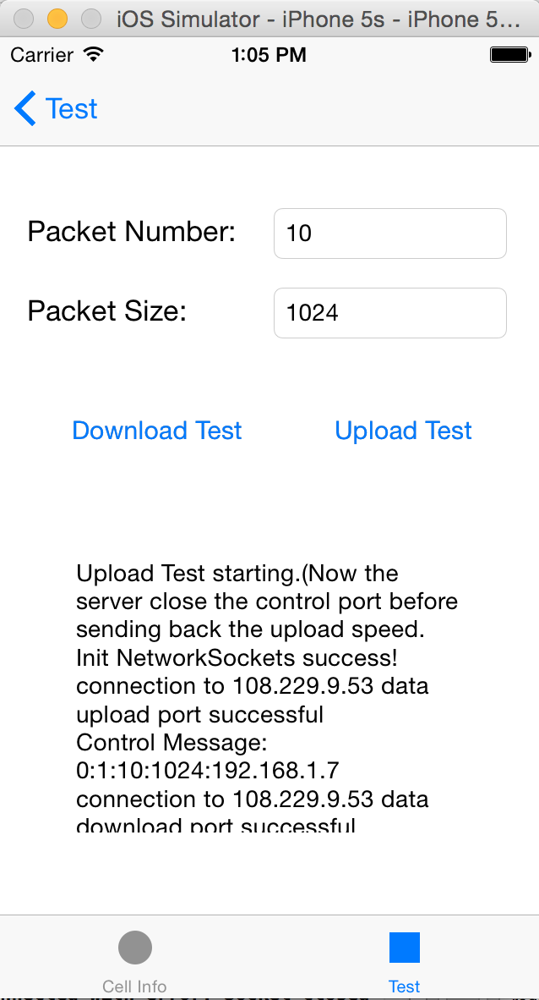 iOS Simulator - iPhone 5s - iPhone 5...
Carrier 1:05 PM
Test
Packet Number: 10
Packet Size: 1024
Download Test Upload Test
Upload Test starting.(Now the
server close the control port before
sending back the upload speed.
Init NetworkSockets success!
connection to 108.229.9.53 data
upload port successful
Control Message:
0:1:10:1024:192.168.1.7
connection to 108.229.9.53 data
download port successful
Cell Info Test